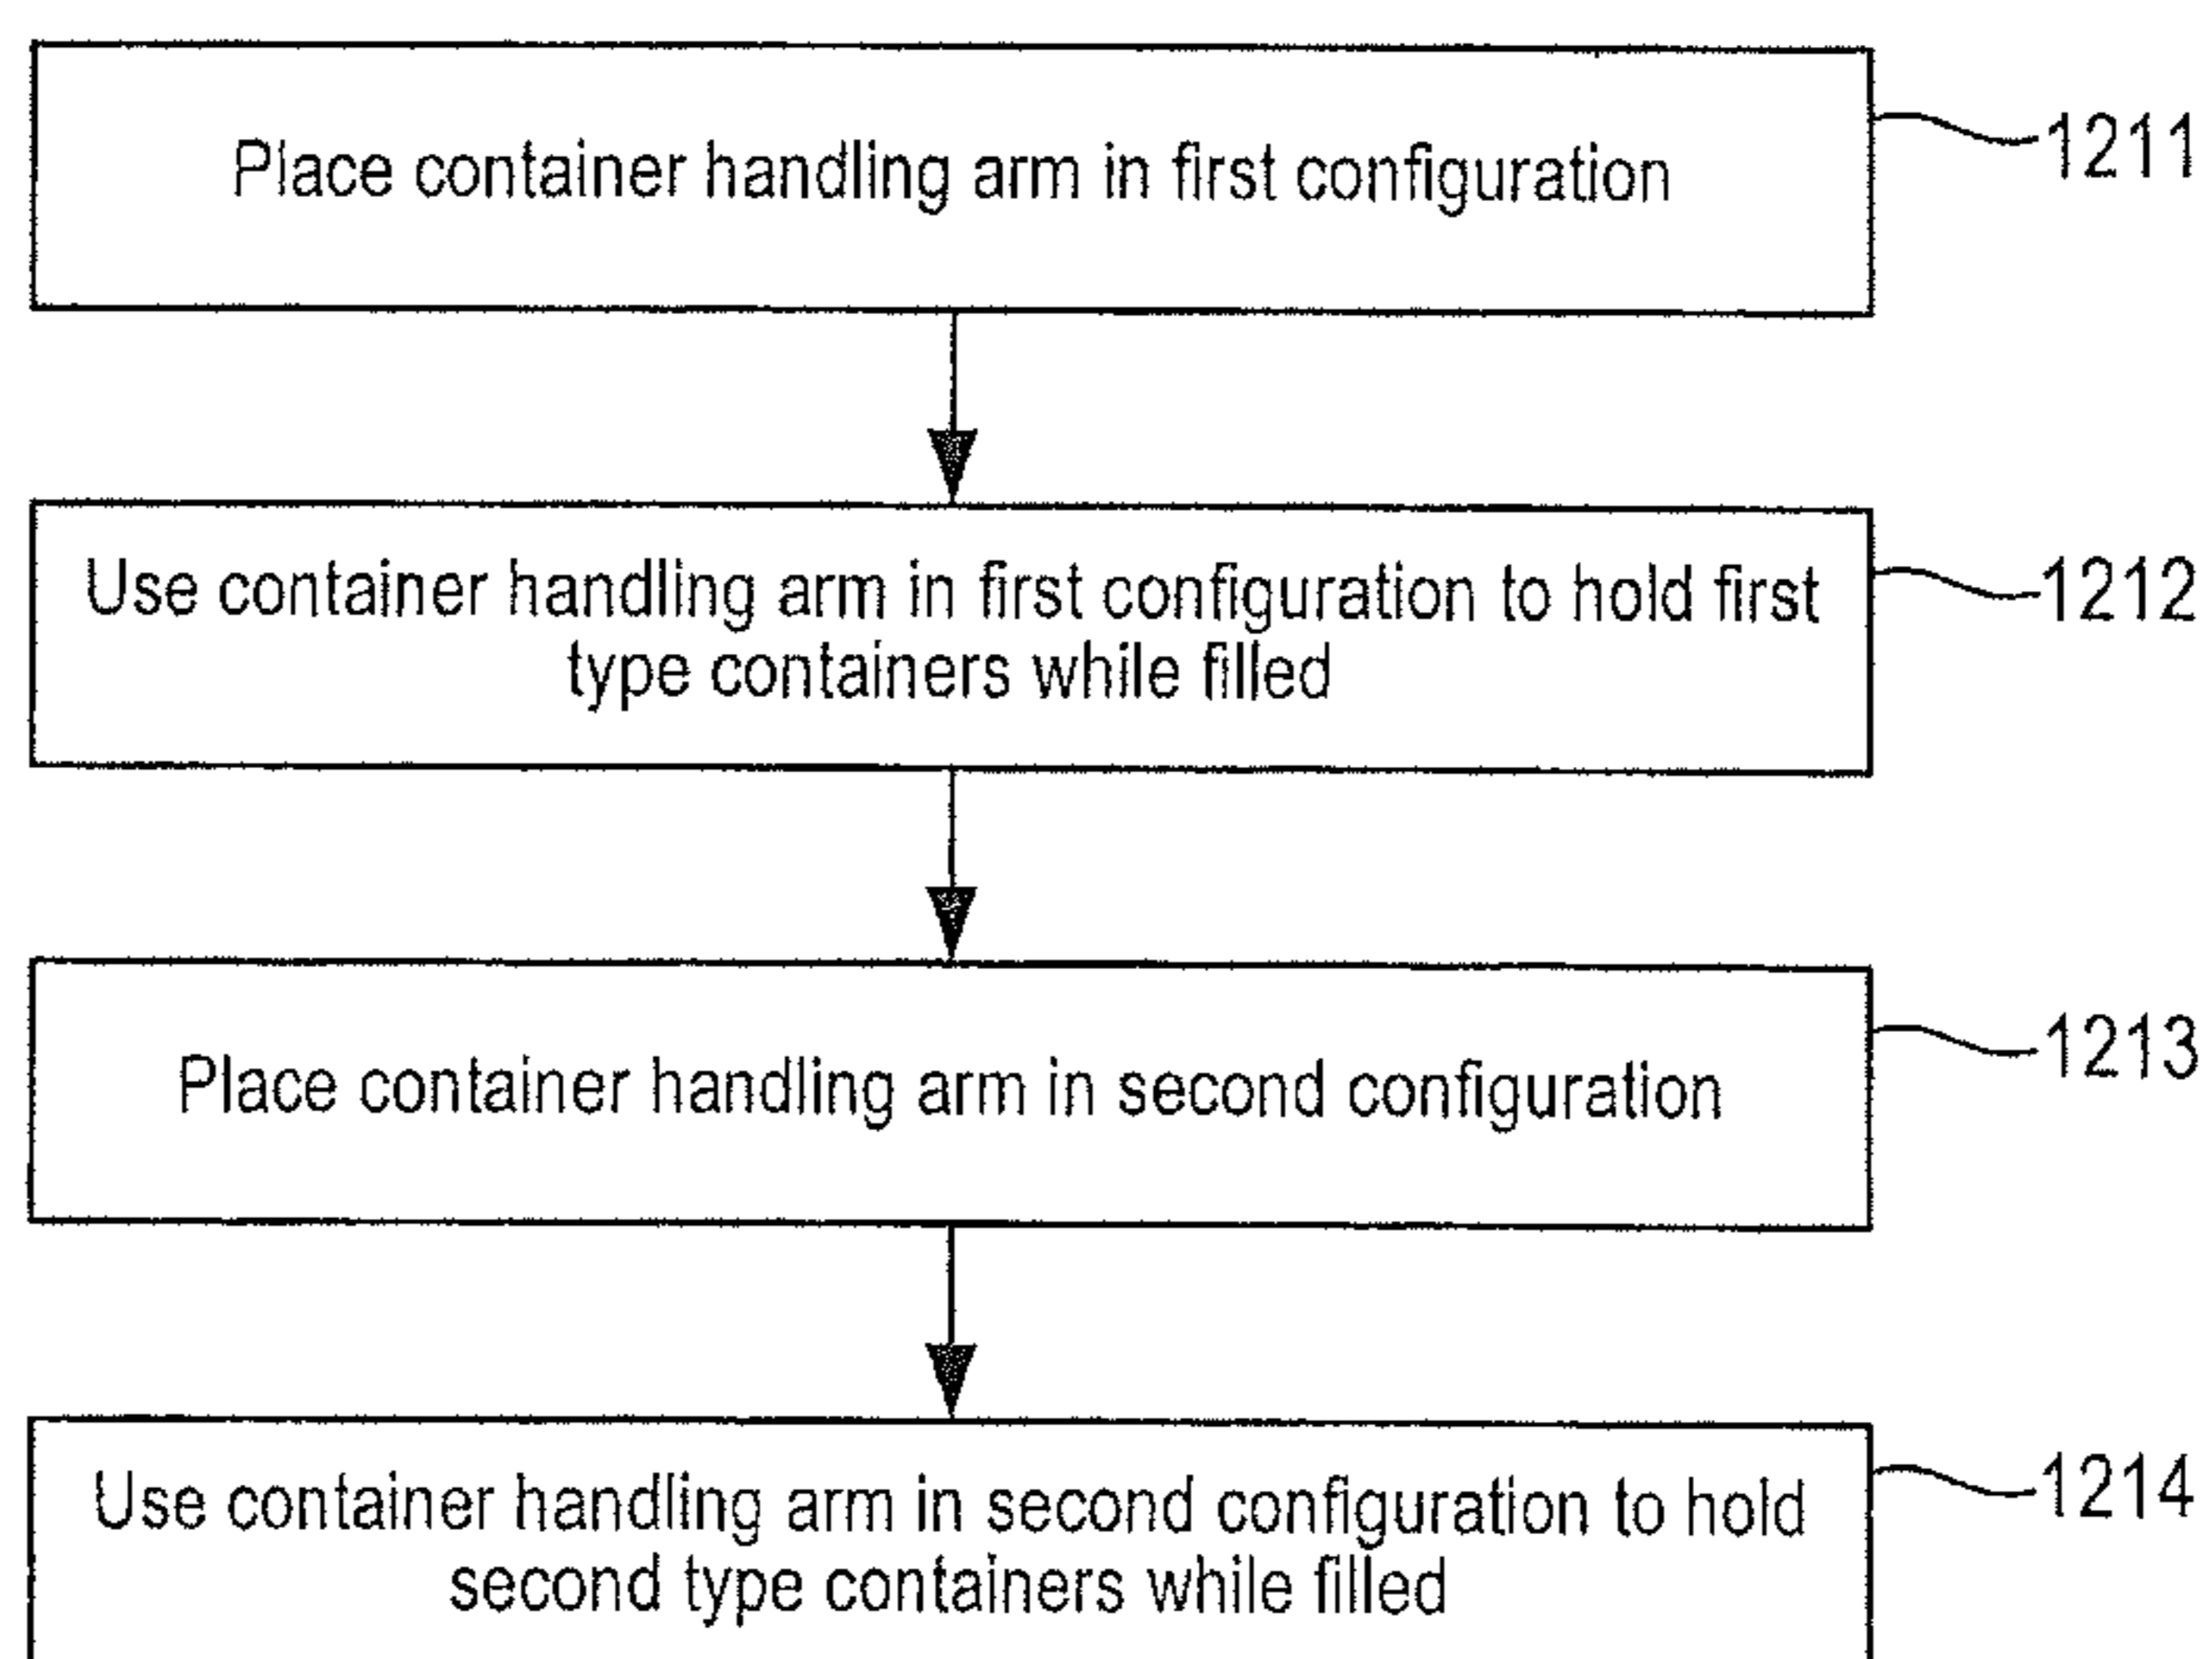 Place container handling arm in first configuration
1211
Use container handling arm in first configuration to hold first
type containers while filled
1212
Place container handling arm in second configuration
1213
Use container handling arm in second configuration to hold
second type containers while filled
1214